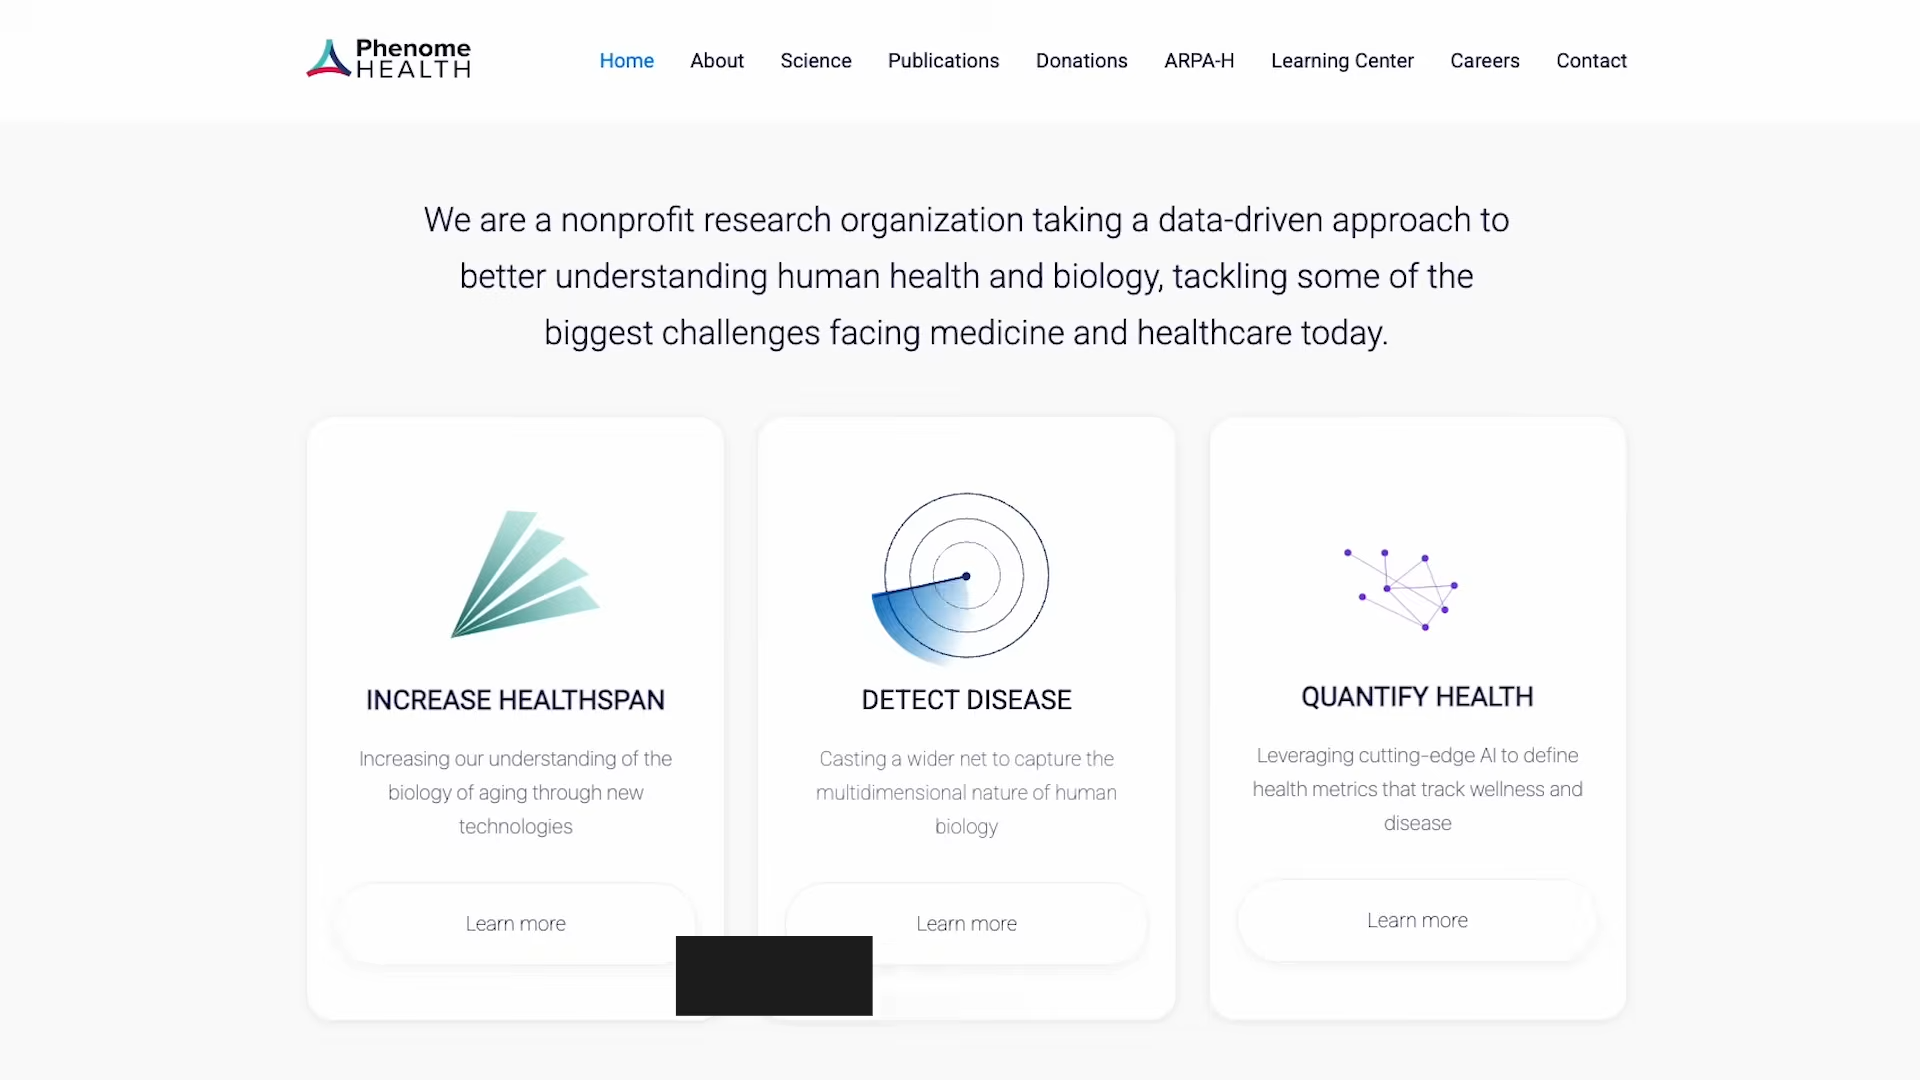 Phenome
HEALTH
Home
About
Science
Publications
Donations
ARPA-H
Learning Center
Careers
Contact
We are a nonprofit research organization taking a data-driven approach to
better understanding human health and biology, tackling some of the
biggest challenges facing medicine and healthcare today.
INCREASE HEALTHSPAN
Increasing our understanding of the
biology of aging through new
technologies
Learn more
DETECT DISEASE
Casting a wider net to capture the
multidimensional nature of human
biology
Learn more
QUANTIFY HEALTH
Leveraging cutting-edge AI to define
health metrics that track wellness and
disease
Learn more